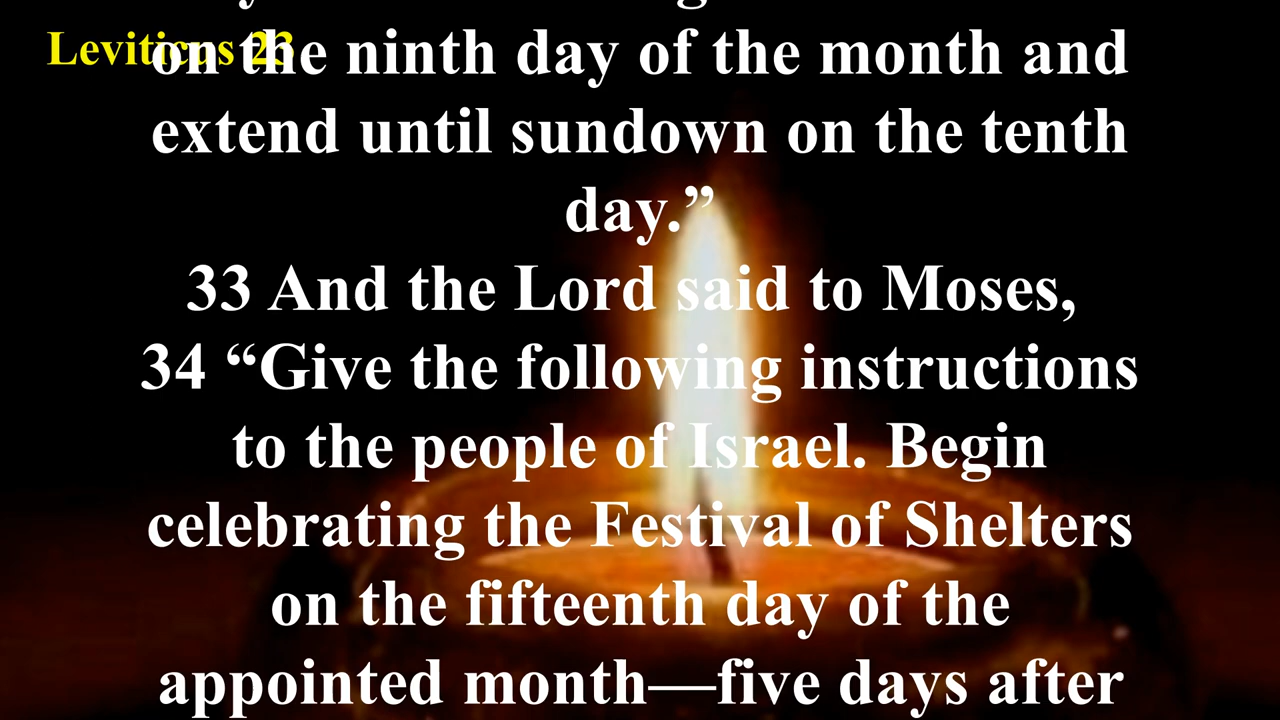 Leviticus 23
on the ninth day of the month and
extend until sundown on the tenth
day.”
33 And the Lord said to Moses,
34 “Give the following instructions
to the people of Israel. Begin
celebrating the Festival of Shelters
on the fifteenth day of the
appointed month—five days after